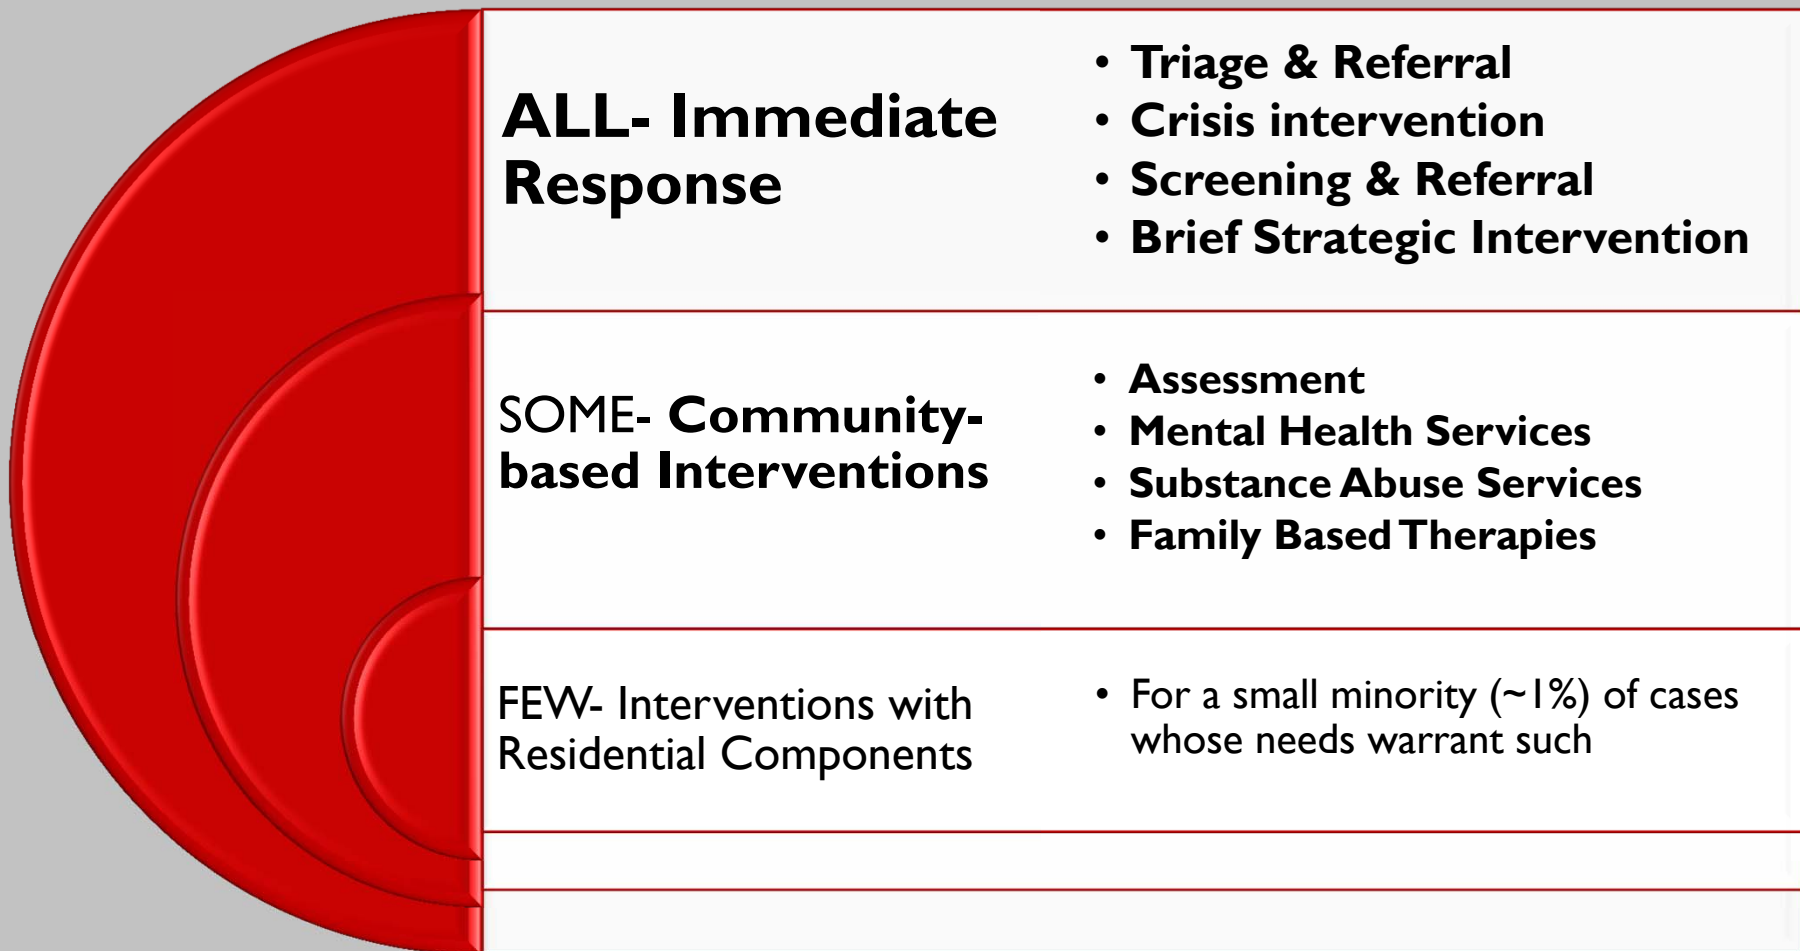 ALL- Immediate
Response
• Triage & Referral
• Crisis intervention
• Screening & Referral
• Brief Strategic Intervention
SOME- Community-
based Interventions
• Assessment
• Mental Health Services
• Substance Abuse Services
• Family Based Therapies
FEW- Interventions with
Residential Components
• For a small minority (~1%) of cases
whose needs warrant such